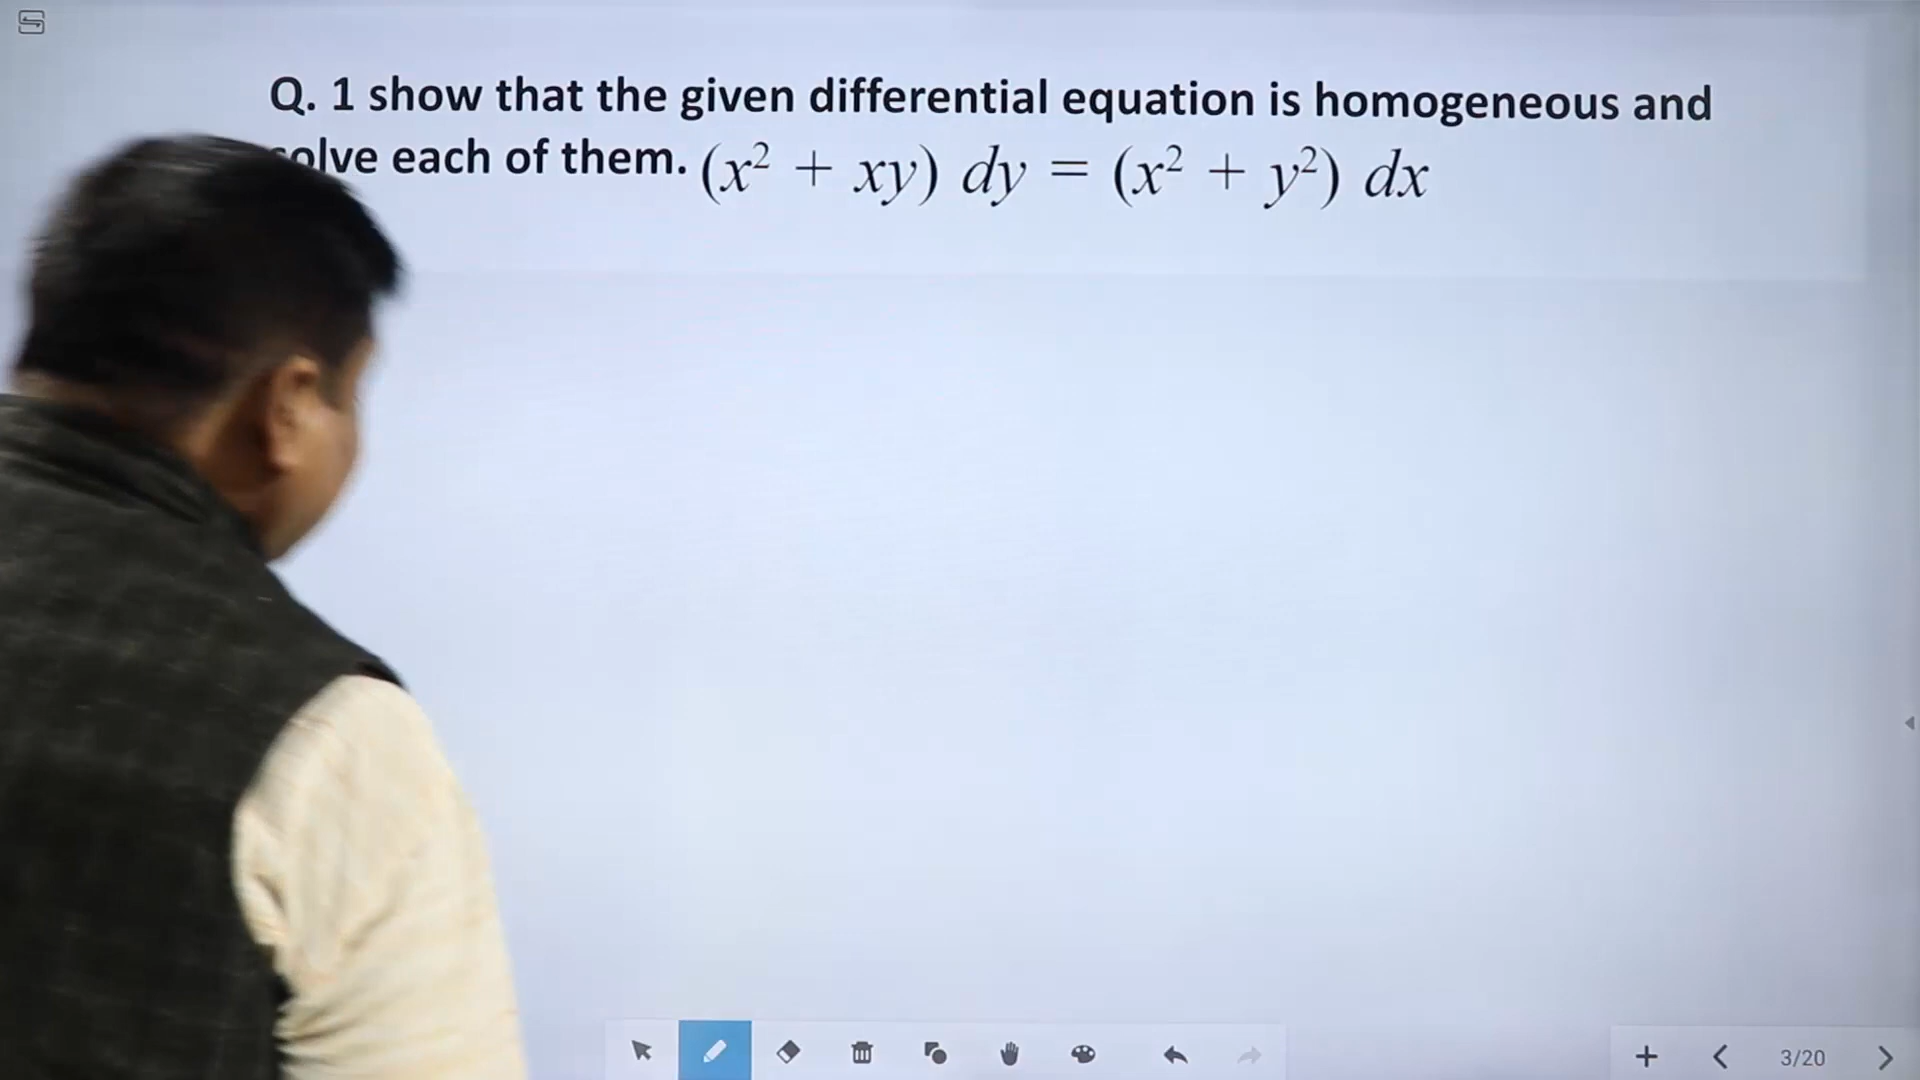 Q. 1 show that the given differential equation is homogeneous and
each of them. (x² + xy) dy = (x² + y²) dx
3/20